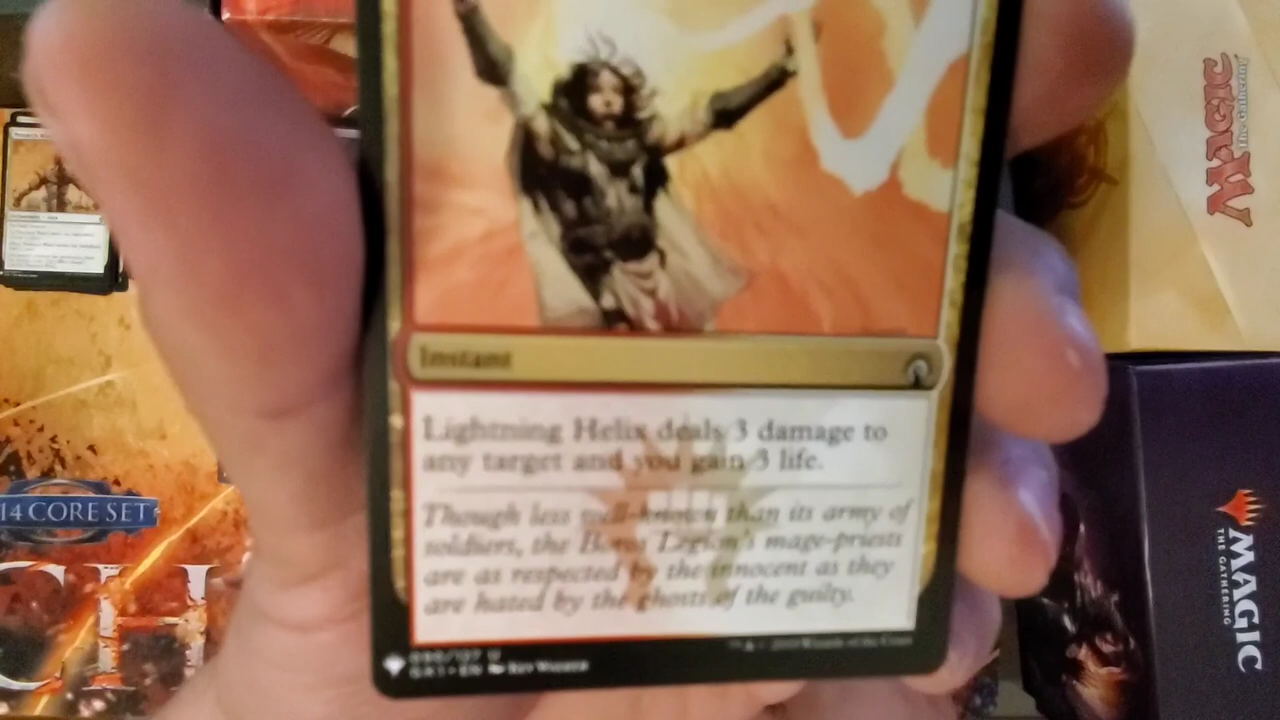 Instant
Lightning Helix deals 3 damage to
any target and you gain 3 life.
Though less well-known than its army of
soldiers, the Boros Legion's mage-priests
are as respected by the innocent as they
are hated by the ghosts of the guilty.
GK1 • EN
14 CORE SET
MAGIC
The Gathering
MAGIC
THE GATHERING